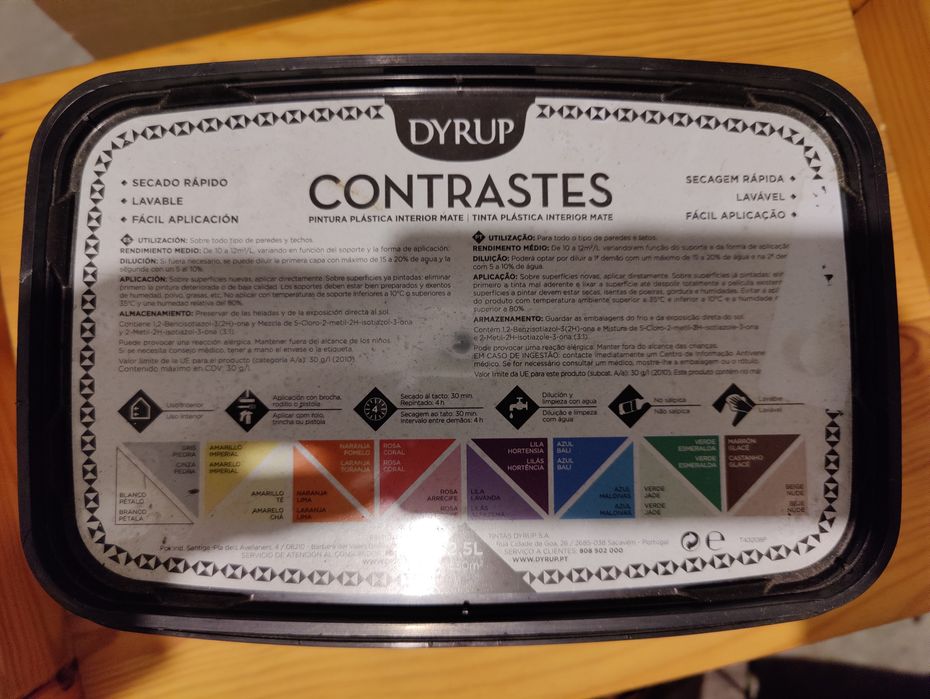 DYRUP
CONTRASTES
PINTURA PLÁSTICA INTERIOR MATE | TINTA PLÁSTICA INTERIOR MATE
SECADO RÁPIDO
LAVABLE
FÁCIL APLICACIÓN
SECAGEM RÁPIDA
LAVÁVEL
FÁCIL APLICAÇÃO
ES UTILIZACIÓN: Sobre todo tipo de paredes y techos.
RENDIMIENTO MEDIO: De 10 a 12m²/L, variando en función del soporte y la forma de aplicación.
DILUCIÓN: Si fuera necesario, se puede diluir la primera capa con máximo de 15 a 20% de agua y la
segunda con 5 al 10%.
APLICACIÓN: Sobre superficies nuevas, aplicar directamente. Sobre superficies ya pintadas: eliminar
primero la pintura deteriorada o de baja calidad. Los soportes deben estar bien preparados y exentos
de humedad, polvo, grasas, etc. No aplicar con temperaturas de soporte inferiores a 10°C o superiores a
35°C y una humedad relativa del 80%.
ALMACENAMIENTO: Preservar de las heladas y de la exposición directa al sol.
Contiene 1,2-Bencisotiazol-3(2H)-ona y Mezcla de 5-Cloro-2-metil-2H-isotiazol-3-ona
y 2-Metil-2H-isotiazol-3-ona (3:1).
Puede provocar una reacción alérgica. Mantener fuera del alcance de los niños.
Si se necesita consejo médico, tener a mano el envase o la etiqueta.
Valor límite de la UE para el producto (categoría A/a): 30 g/l (2010).
Contenido máximo en COV: 30 g/l
PT UTILIZAÇÃO: Para todo o tipo de paredes e tetos.
RENDIMENTO MÉDIO: De 10 a 12m²/L, variando em função do suporte e da forma de aplicação
DILUIÇÃO: Poderá optar por diluir a 1ª demão com um máximo de 15 a 20% de água e na 2ª de
com 5 a 10% de água.
APLICAÇÃO: Sobre superfícies novas, aplicar diretamente. Sobre superfícies já pintadas:
primeiro a tinta mal aderente e lixar a superfície até despolir totalmente a película
superfícies a pintar devem estar secas, isentas de poeiras, gordura e humidades. Evitar a
do produto com temperatura ambiente superior a 35°C e inferior a 10°C e a humidade
superior a 80%.
ARMAZENAMENTO: Guardar as embalagens do frio e da exposição direta do sol.
Contém 1,2-Benzisotiazol-3(2H)-ona e Mistura de 5-Cloro-2-metil-2H-isotiazole-3-ona
e 2-Metil-2H-isotiazole-3-ona (3:1).
Pode provocar uma reação alérgica. Manter fora do alcance das crianças.
EM CASO DE INGESTÃO: contacte imediatamente um Centro de Informação Antivene
médico. Se for necessário consultar um médico, mostre-lhe a embalagem ou o rótulo.
Valor limite da UE para este produto (subcat. A/a): 30 g/l (2010). Este produto contém no má
Uso interior
Uso interior
Aplicación con brocha,
rodillo o pistola
Aplicar com rolo,
trincha ou pistola
4
Secado al tacto: 30 min.
Repintado: 4 h
Secagem ao tato: 30 min.
Intervalo entre demãos: 4 h
Dilución y
limpieza con agua
Diluição e limpeza
com água
No salpica
Não salpica
Lavable
Lavável
GRIS
PIEDRA
CINZA
PEDRA
BLANCO
PÉTALO
BRANCO
PÉTALA
AMARILLO
IMPERIAL
AMARELO
IMPERIAL
AMARILLO
TÉ
AMARELO
CHÁ
NARANJA
POMELO
LARANJA
TORANJA
NARANJA
LIMA
LARANJA
LIMA
ROSA
CORAL
ROSA
CORAL
ROSA
ARRECIFE
ROSA
LILA
HORTENSIA
LILÁS
HORTÊNCIA
LILA
LAVANDA
LILÁS
ALFAZEMA
AZUL
BALI
AZUL
BALI
AZUL
MALDIVAS
AZUL
MALDIVAS
VERDE
ESMERALDA
VERDE
ESMERALDA
VERDE
JADE
VERDE
JADE
MARRÓN
GLACÉ
CASTANHO
GLACÉ
BEIGE
NUDE
BEJE
NUDE
2.5L
TINTAS DYRUP S.A.
Rua Cidade de Goa, 26 / 2685-038 Sacavém - Portugal
SERVIÇO A CLIENTES: 808 502 000
WWW.DYRUP.PT